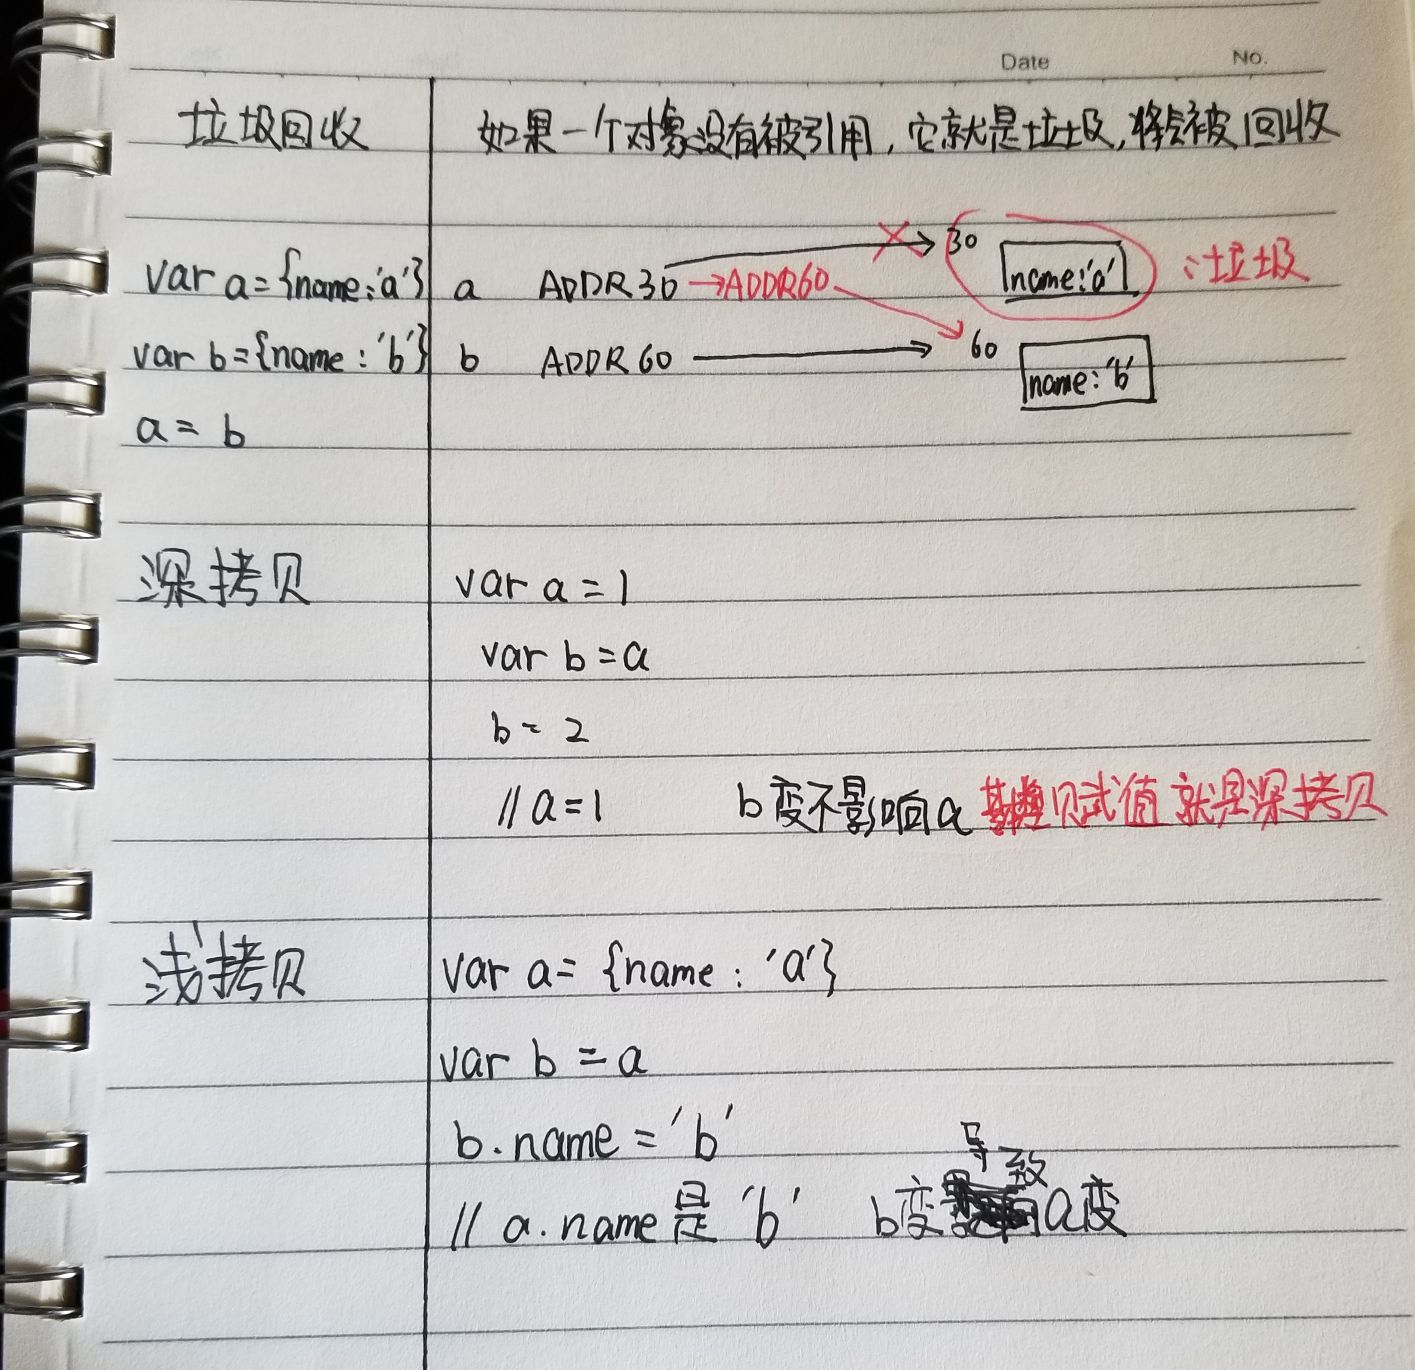 Date No.
垃圾回收 如果一个对象没有被引用，它就是垃圾，将会被回收
var a={name:'a'} a ADDR30 →ADDR60 30 name:'a' :垃圾
var b={name:'b'} b ADDR60 60 name:'b'
a= b
深拷贝 var a=1
var b=a
b= 2
//a=1 b变不影响a 赋值 就是深拷贝
浅拷贝 var a= {name: 'a'}
var b = a
b.name='b'
导致
// a.name是 'b' b变 a变